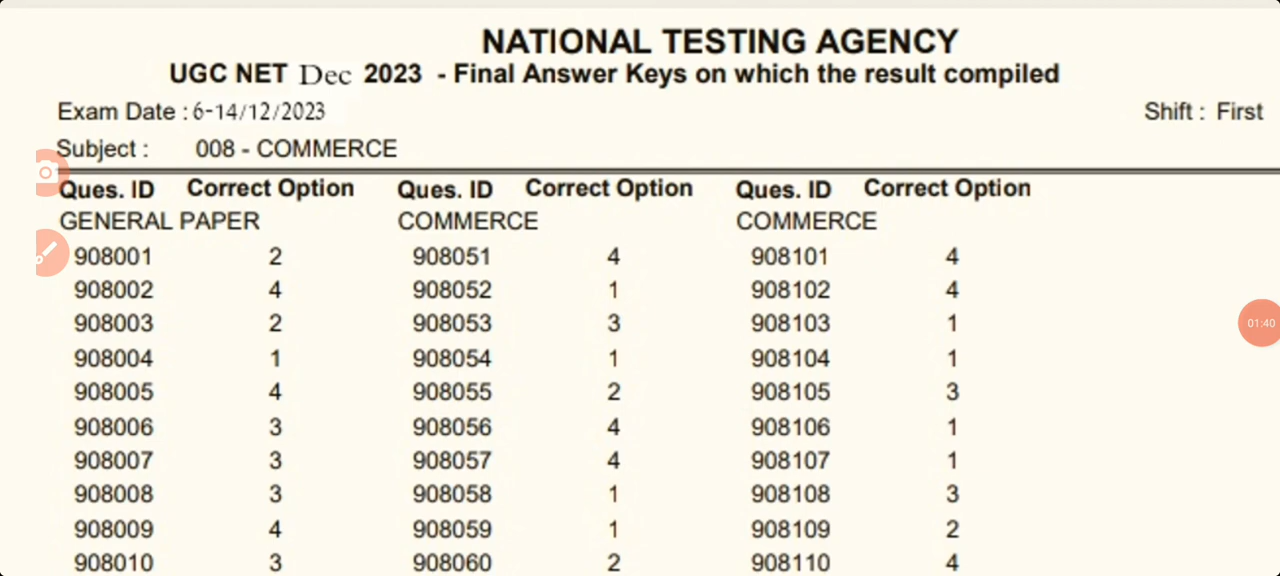 NATIONAL TESTING AGENCY
UGC NET Dec 2023 - Final Answer Keys on which the result compiled
Exam Date : 6-14/12/2023 Shift : First
Subject : 008 - COMMERCE
Ques. ID Correct Option Ques. ID Correct Option Ques. ID Correct Option
GENERAL PAPER COMMERCE COMMERCE
908001 2 908051 4 908101 4
908002 4 908052 1 908102 4
908003 2 908053 3 908103 1
01:40
908004 1 908054 1 908104 1
908005 4 908055 2 908105 3
908006 3 908056 4 908106 1
908007 3 908057 4 908107 1
908008 3 908058 1 908108 3
908009 4 908059 1 908109 2
908010 3 908060 2 908110 4